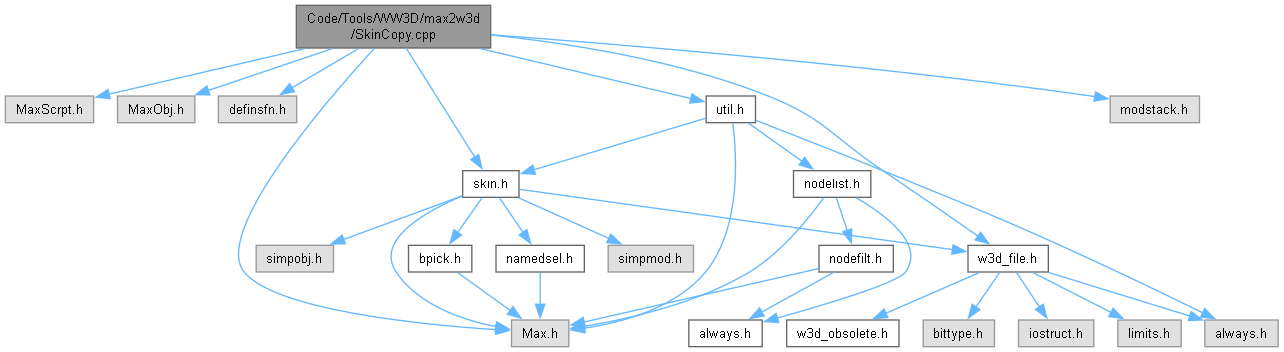 Code/Tools/WW3D/max2w3d
/SkinCopy.cpp
MaxScrpt.h
MaxObj.h
definsfn.h
util.h
modstack.h
skin.h
nodelist.h
simpobj.h
bpick.h
namedsel.h
simpmod.h
nodefilt.h
w3d_file.h
Max.h
always.h
w3d_obsolete.h
bittype.h
iostruct.h
limits.h
always.h